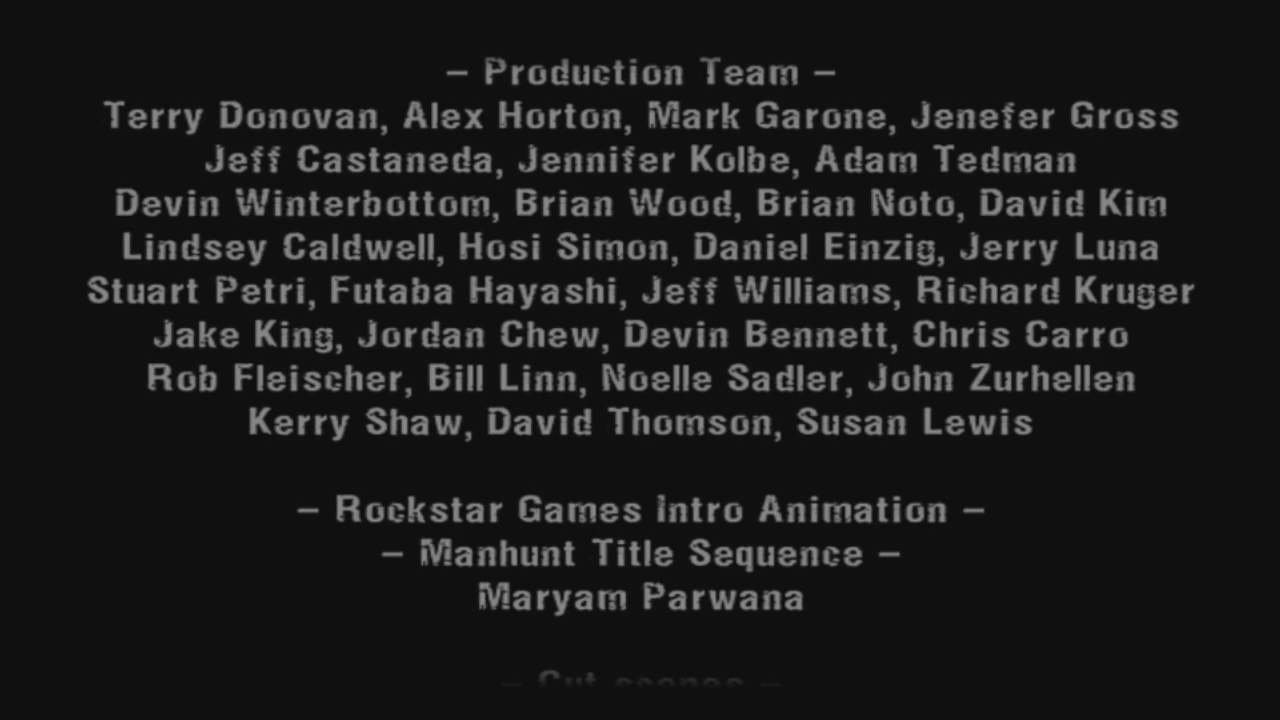 – Production Team –
Terry Donovan, Alex Horton, Mark Garone, Jenefer Gross
Jeff Castaneda, Jennifer Kolbe, Adam Tedman
Devin Winterbottom, Brian Wood, Brian Noto, David Kim
Lindsey Caldwell, Hosi Simon, Daniel Einzig, Jerry Luna
Stuart Petri, Futaba Hayashi, Jeff Williams, Richard Kruger
Jake King, Jordan Chew, Devin Bennett, Chris Carro
Rob Fleischer, Bill Linn, Noelle Sadler, John Zurhellen
Kerry Shaw, David Thomson, Susan Lewis
– Rockstar Games Intro Animation –
– Manhunt Title Sequence –
Maryam Parwana
– Cut scenes –